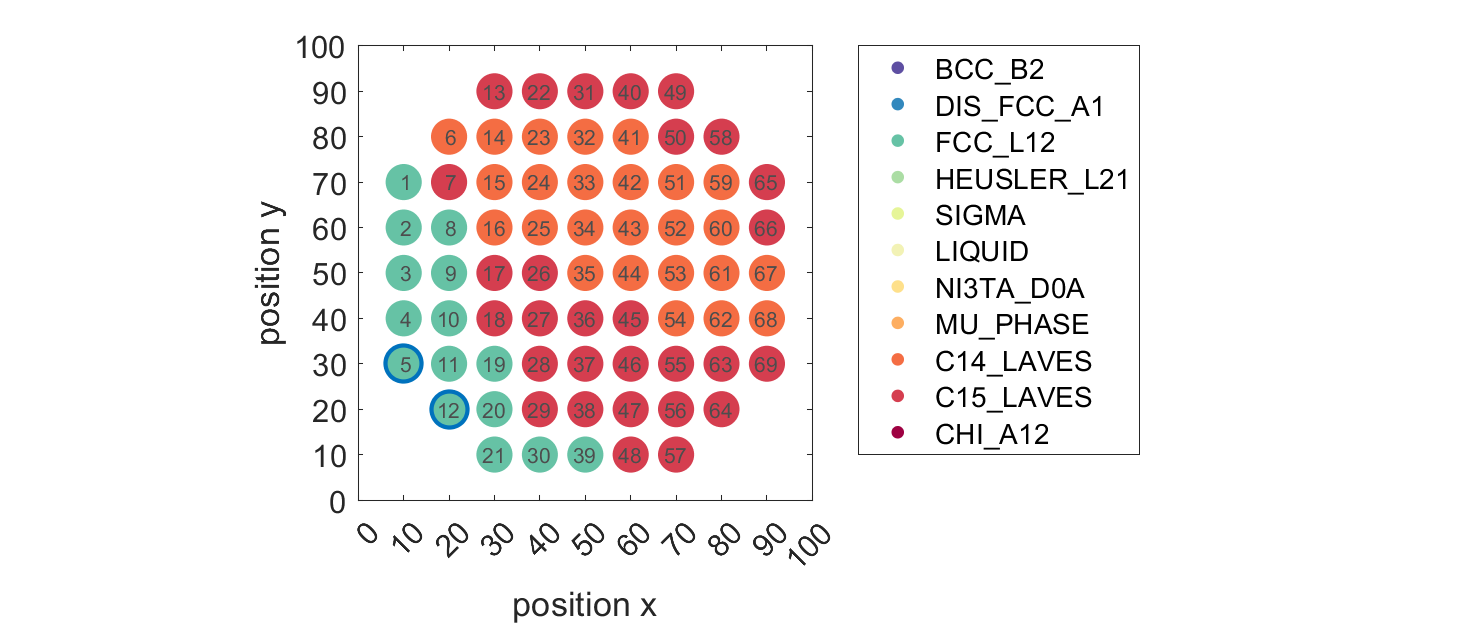 100
90
80
70
60
50
40
30
20
10
0
position y
13 22 31 40 49
6 14 23 32 41 50 58
1 7 15 24 33 42 51 59 65
2 8 16 25 34 43 52 60 66
3 9 17 26 35 44 53 61 67
4 10 18 27 36 45 54 62 68
5 11 19 28 37 46 55 63 69
12 20 29 38 47 56 64
21 30 39 48 57
0 10 20 30 40 50 60 70 80 90 100
position x
BCC_B2
DIS_FCC_A1
FCC_L12
HEUSLER_L21
SIGMA
LIQUID
NI3TA_D0A
MU_PHASE
C14_LAVES
C15_LAVES
CHI_A12